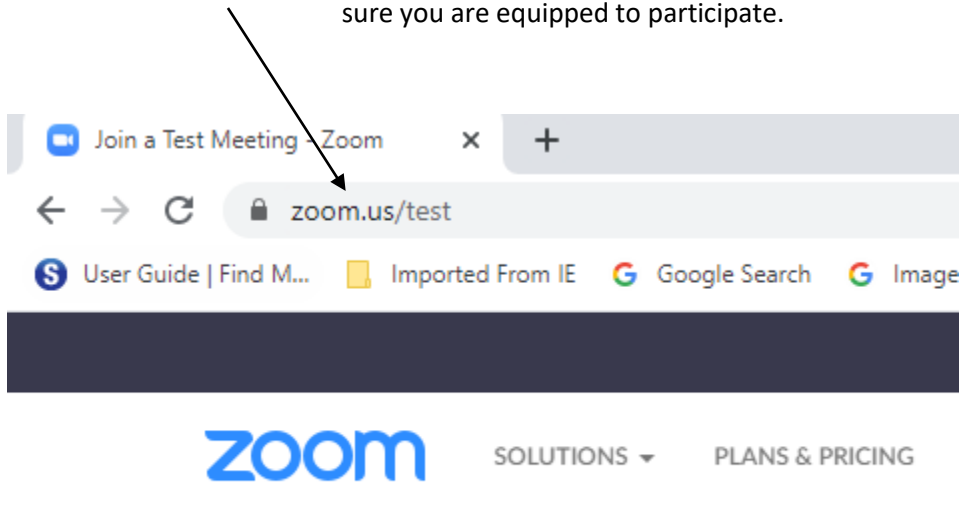 sure you are equipped to participate.
Join a Test Meeting - Zoom
zoom.us/test
S User Guide | Find M... Imported From IE G Google Search G Image
zoom SOLUTIONS PLANS & PRICING